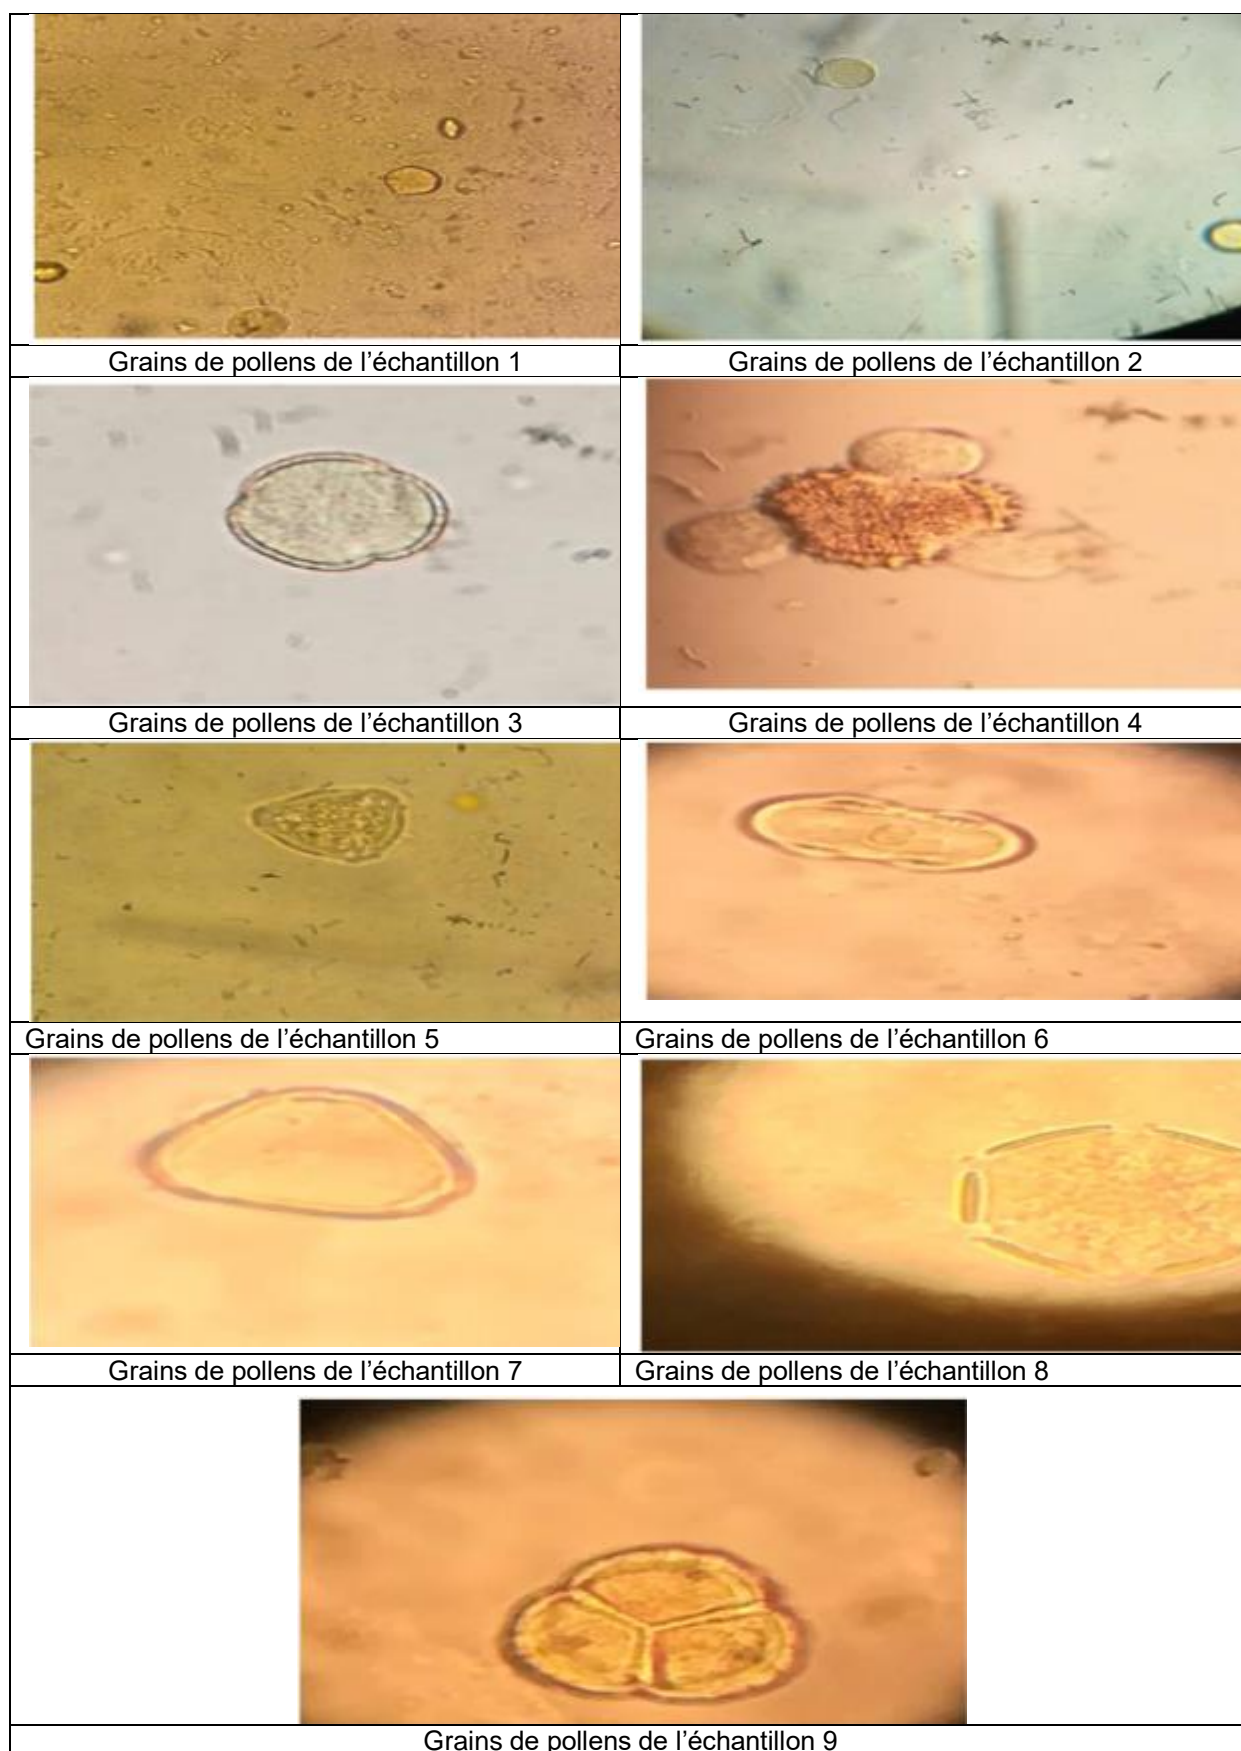 Grains de pollens de l’échantillon 1
Grains de pollens de l’échantillon 2
Grains de pollens de l’échantillon 3
Grains de pollens de l’échantillon 4
Grains de pollens de l’échantillon 5
Grains de pollens de l’échantillon 6
Grains de pollens de l’échantillon 7
Grains de pollens de l’échantillon 8
Grains de pollens de l’échantillon 9